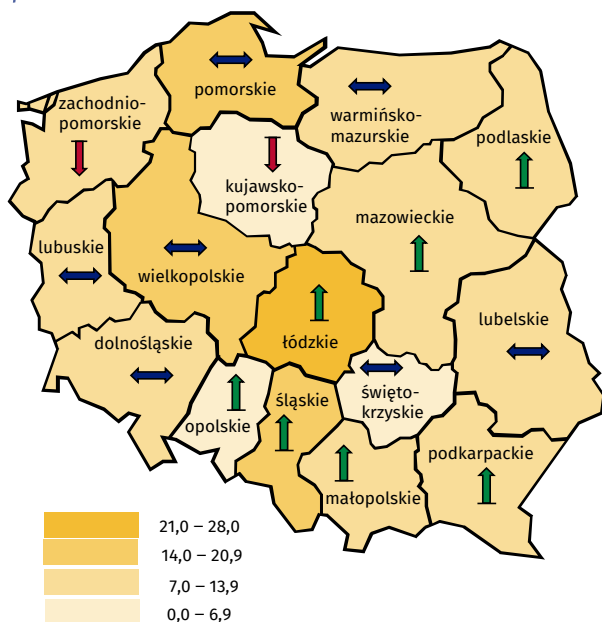 pomorskie
zachodnio-
pomorskie
warmińsko-
mazurskie
podlaskie
kujawsko-
pomorskie
mazowieckie
lubuskie
wielkopolskie
łódzkie
lubelskie
dolnośląskie
opolskie
śląskie
święto-
krzyskie
małopolskie
podkarpackie
21,0 – 28,0
14,0 – 20,9
7,0 – 13,9
0,0 – 6,9